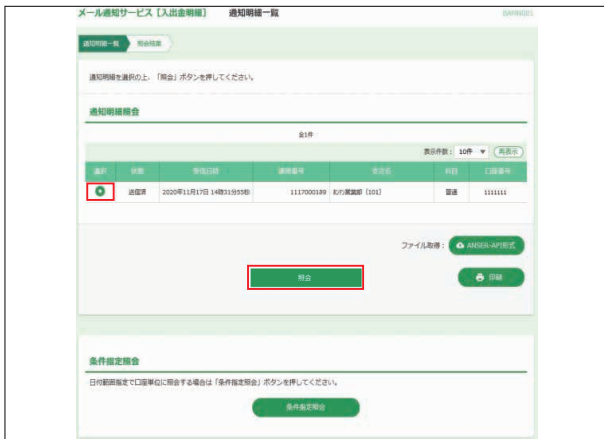 メール通知サービス【入出金明細】　通知明細一覧
通知明細一覧　照会結果
通知明細を選択の上、「照会」ボタンを押してください。
通知明細照会
全1件
表示件数： 10件 再表示
選択　状態　受信日時　通知番号　支店名　科目　口座番号
送信済　2020年11月17日 14時31分55秒　1117000189　普通　1111111
ファイル取得： ANSER-API形式
照会　印刷
条件指定照会
日付範囲指定で口座単位に照会する場合は「条件指定照会」ボタンを押してください。
条件指定照会